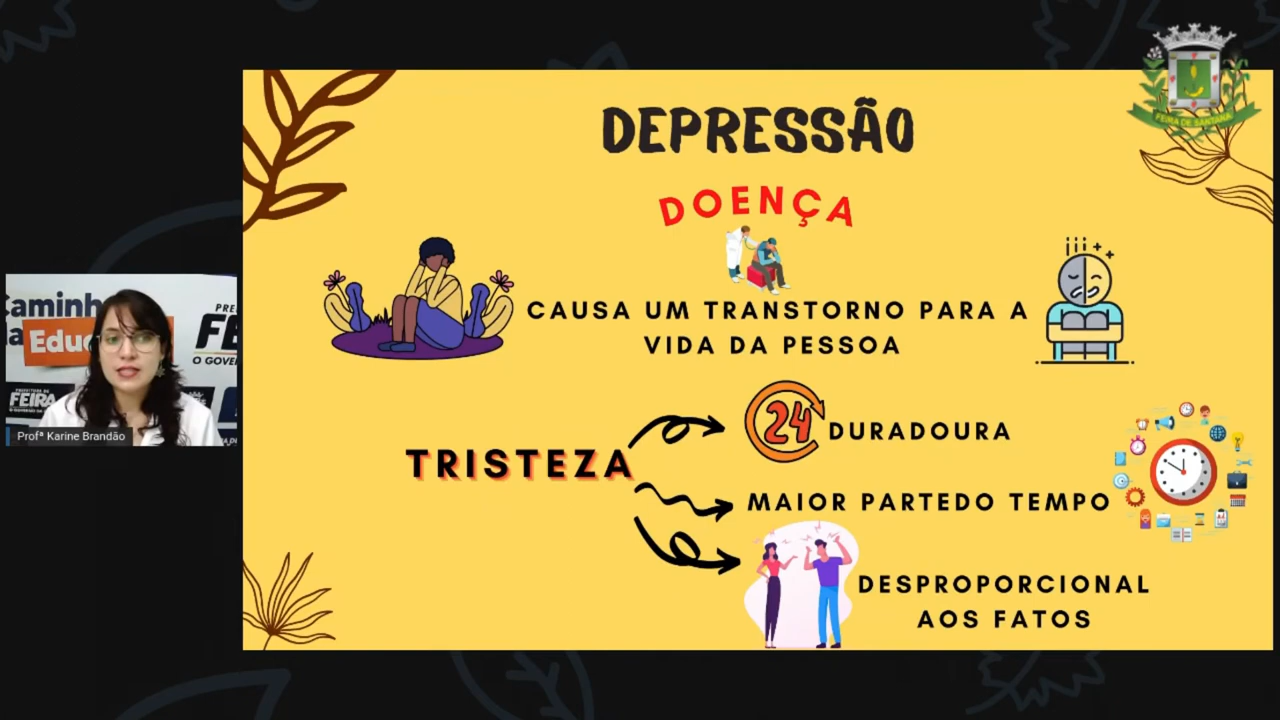 DEPRESSÃO
DOENÇA
CAUSA UM TRANSTORNO PARA A
VIDA DA PESSOA
24
DURADOURA
TRISTEZA
MAIOR PARTEDO TEMPO
DESPROPORCIONAL
AOS FATOS
FEIRA DE SANTANA
Profª Karine Brandão
FEIRA